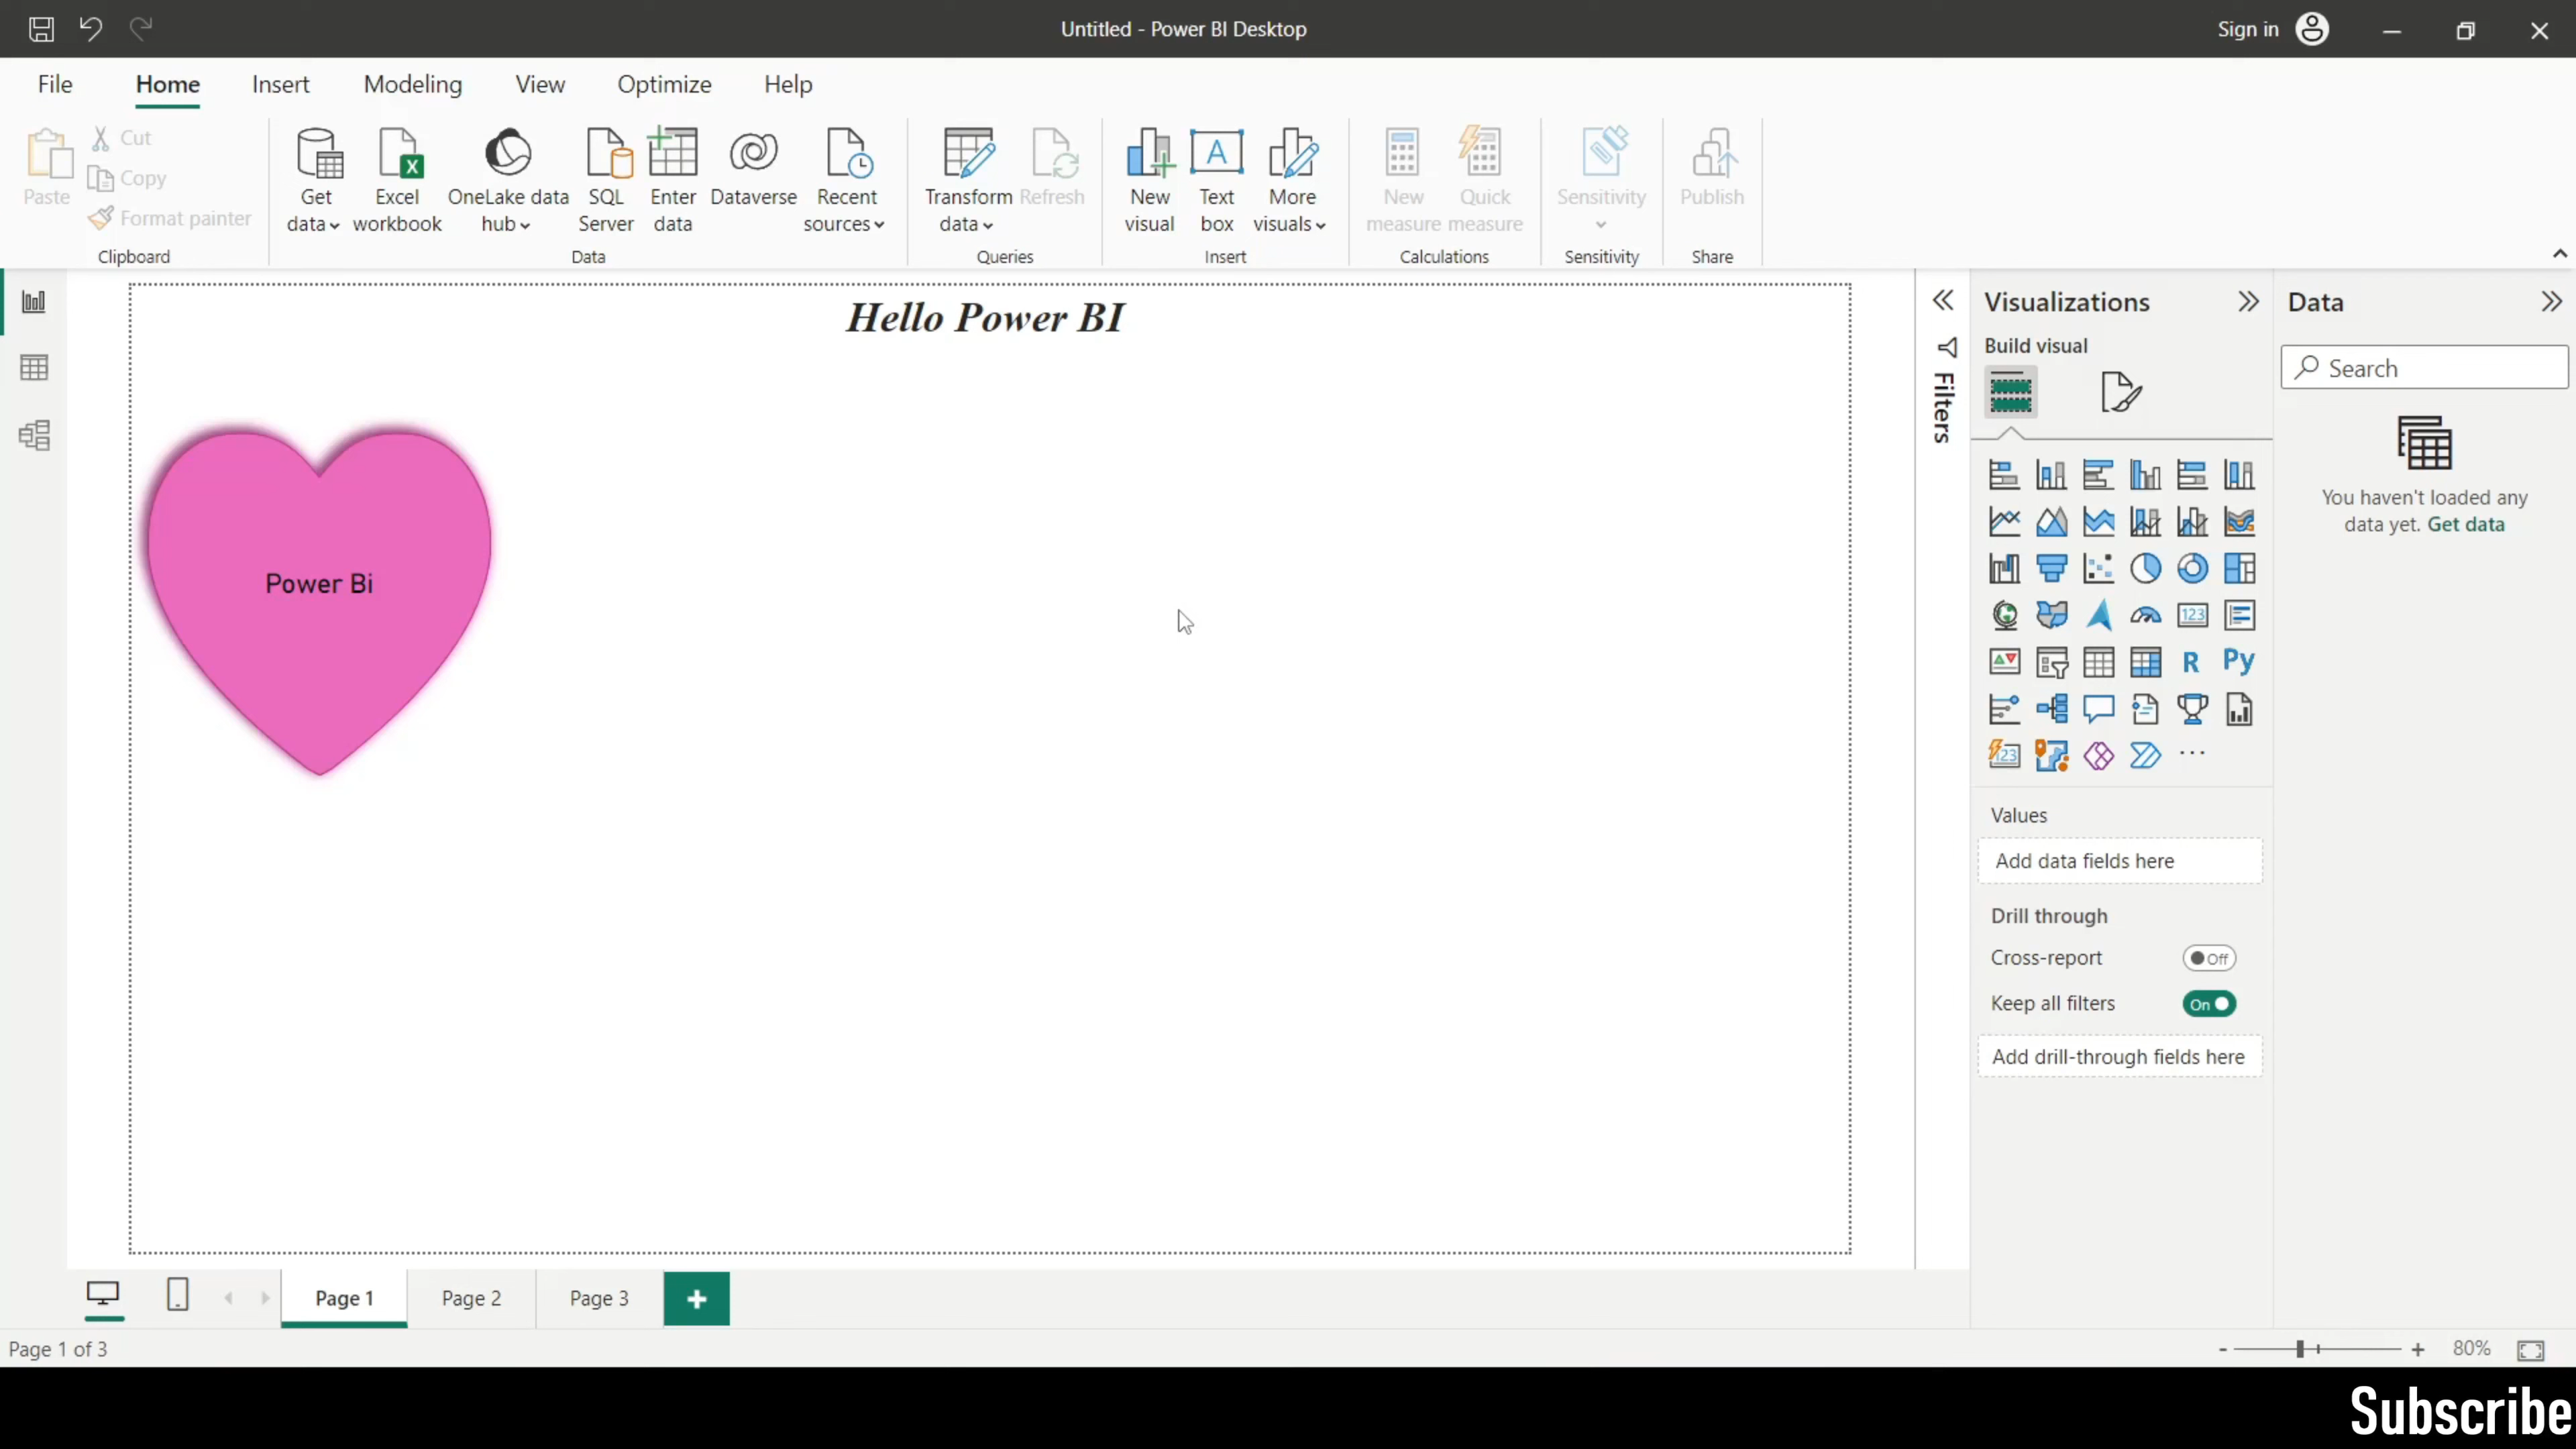 Untitled - Power BI Desktop
Sign in
File Home Insert Modeling View Optimize Help
Paste
Cut
Copy
Format painter
Clipboard
Get data
Excel workbook
OneLake data hub
SQL Server
Enter data
Dataverse
Recent sources
Data
Transform data
Refresh
Queries
New visual
Text box
More visuals
Insert
New measure
Quick measure
Calculations
Sensitivity
Sensitivity
Publish
Share
Hello Power BI
Power Bi
Filters
Visualizations
Build visual
R
Py
123
123
Values
Add data fields here
Drill through
Cross-report
Off
Keep all filters
On
Add drill-through fields here
Data
Search
You haven't loaded any
data yet. Get data
Page 1
Page 2
Page 3
Page 1 of 3
80%
Subscribe